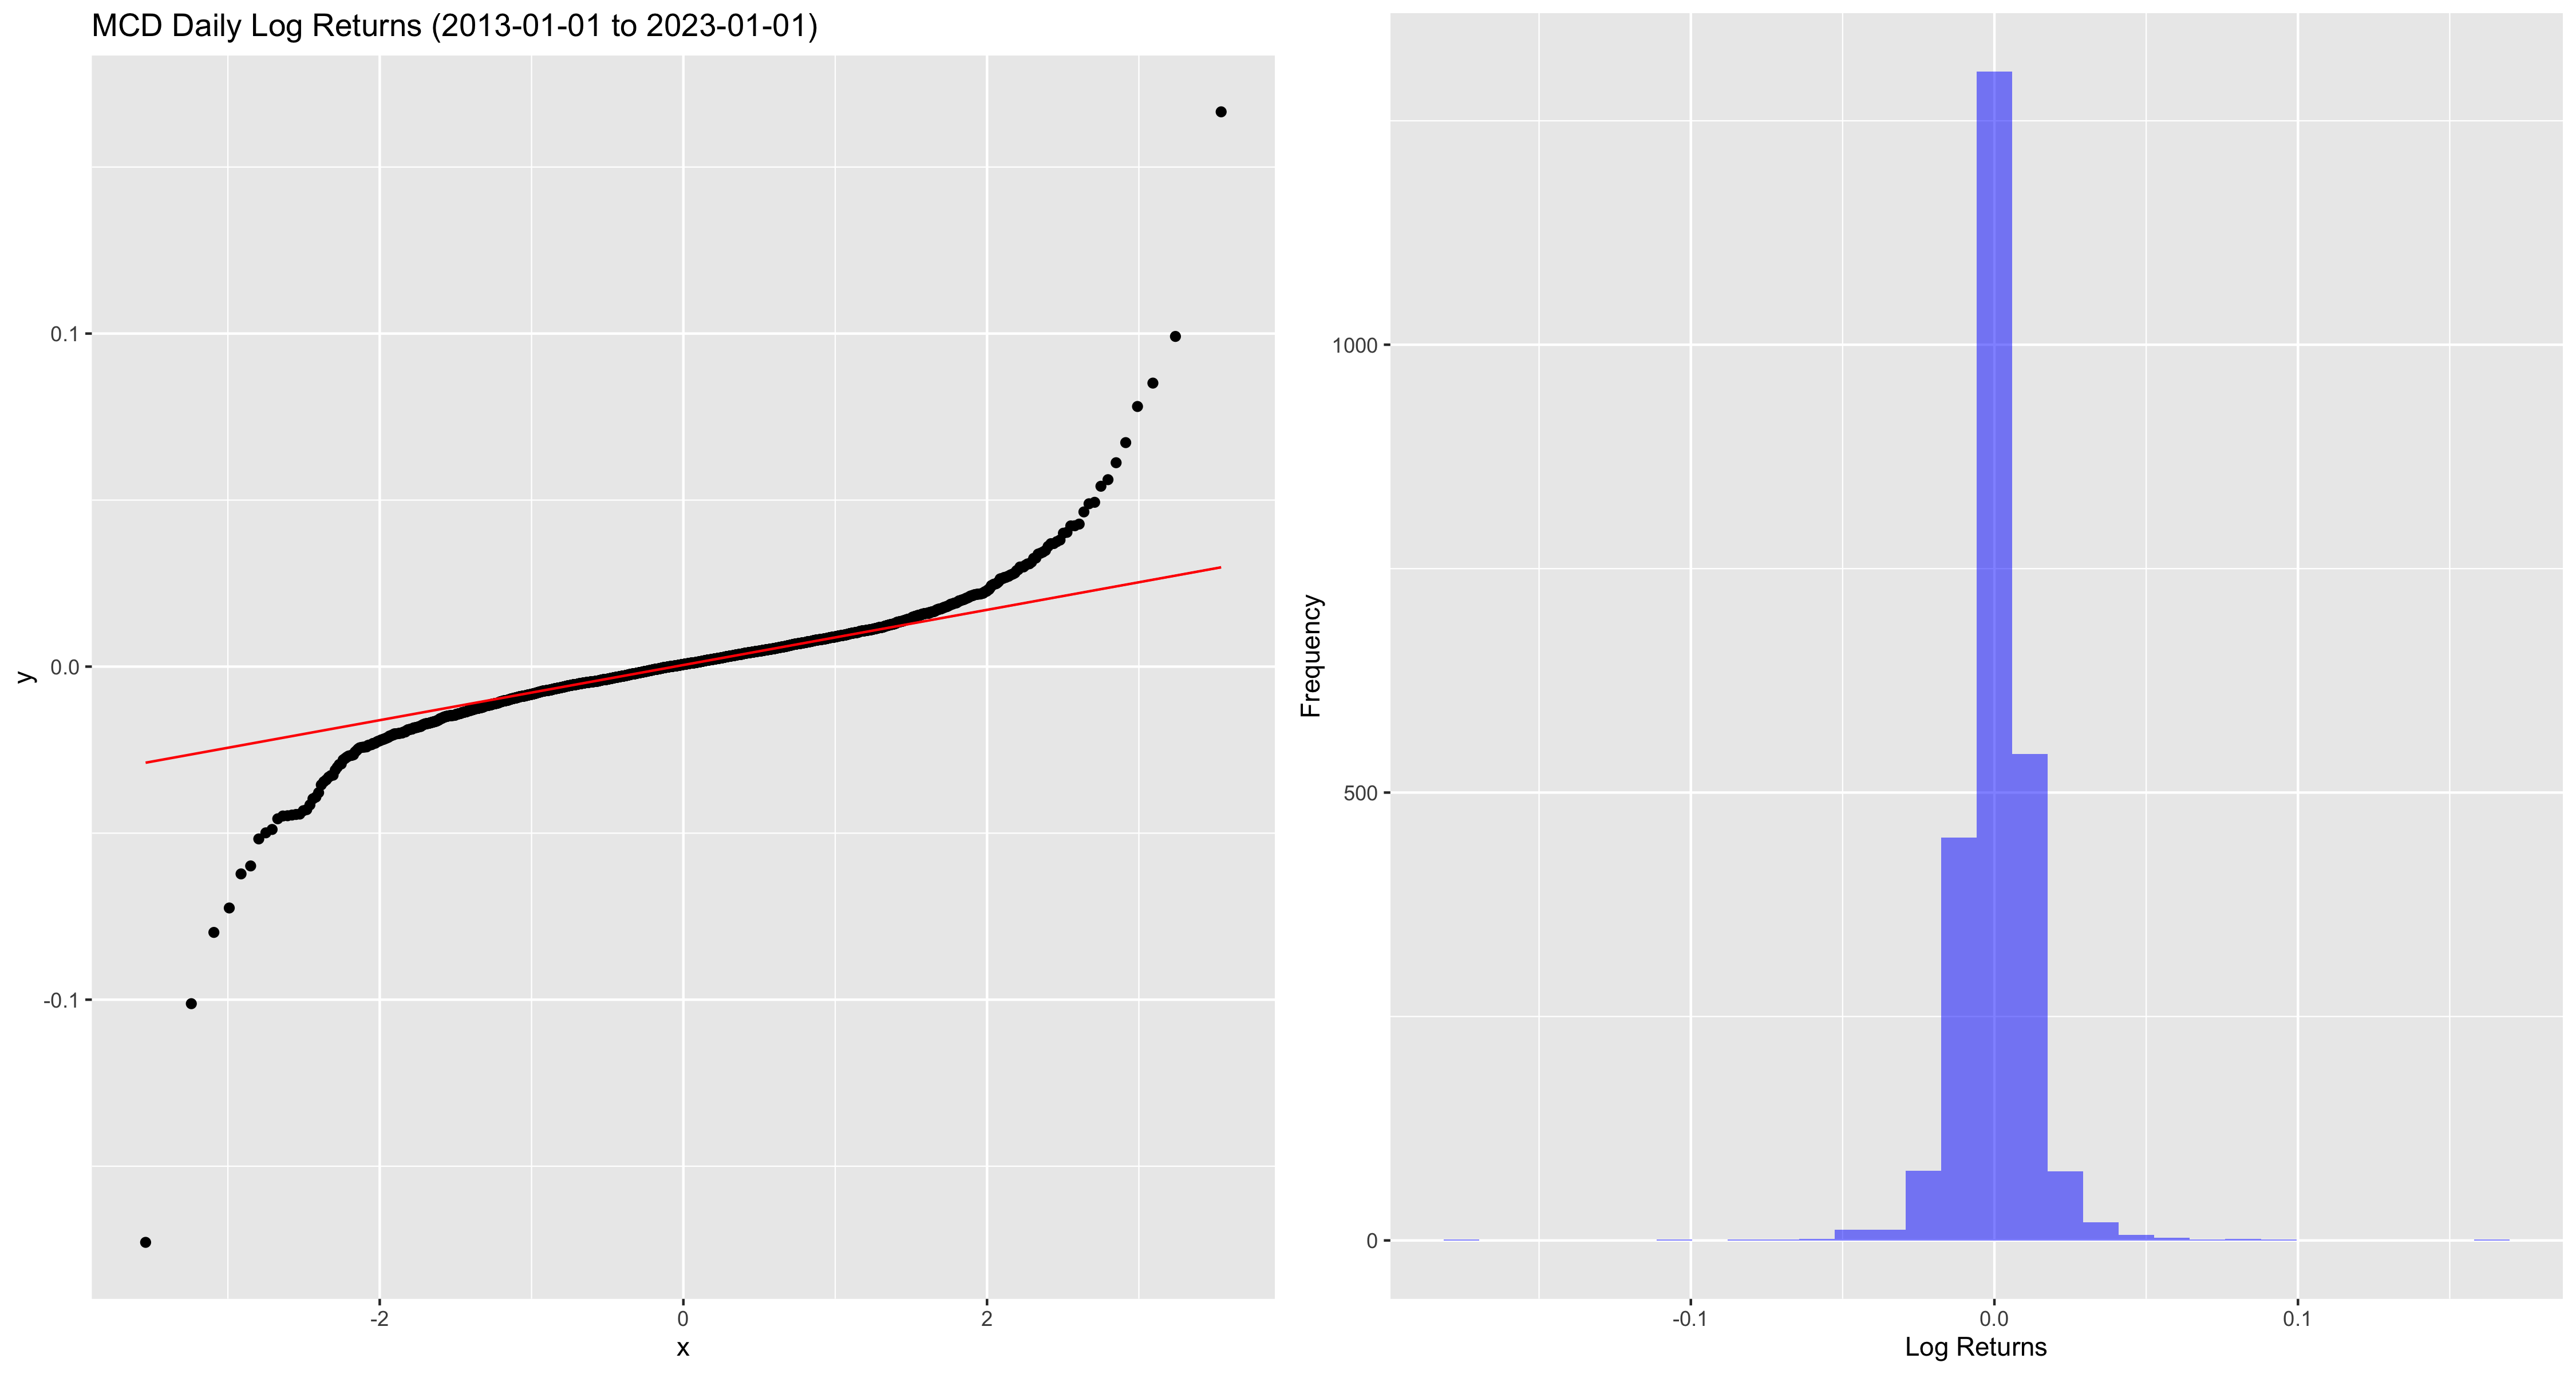 MCD Daily Log Returns (2013-01-01 to 2023-01-01)
y
0.1
0.0
-0.1
-2
0
2
x
Frequency
1000
500
0
-0.1
0.0
0.1
Log Returns